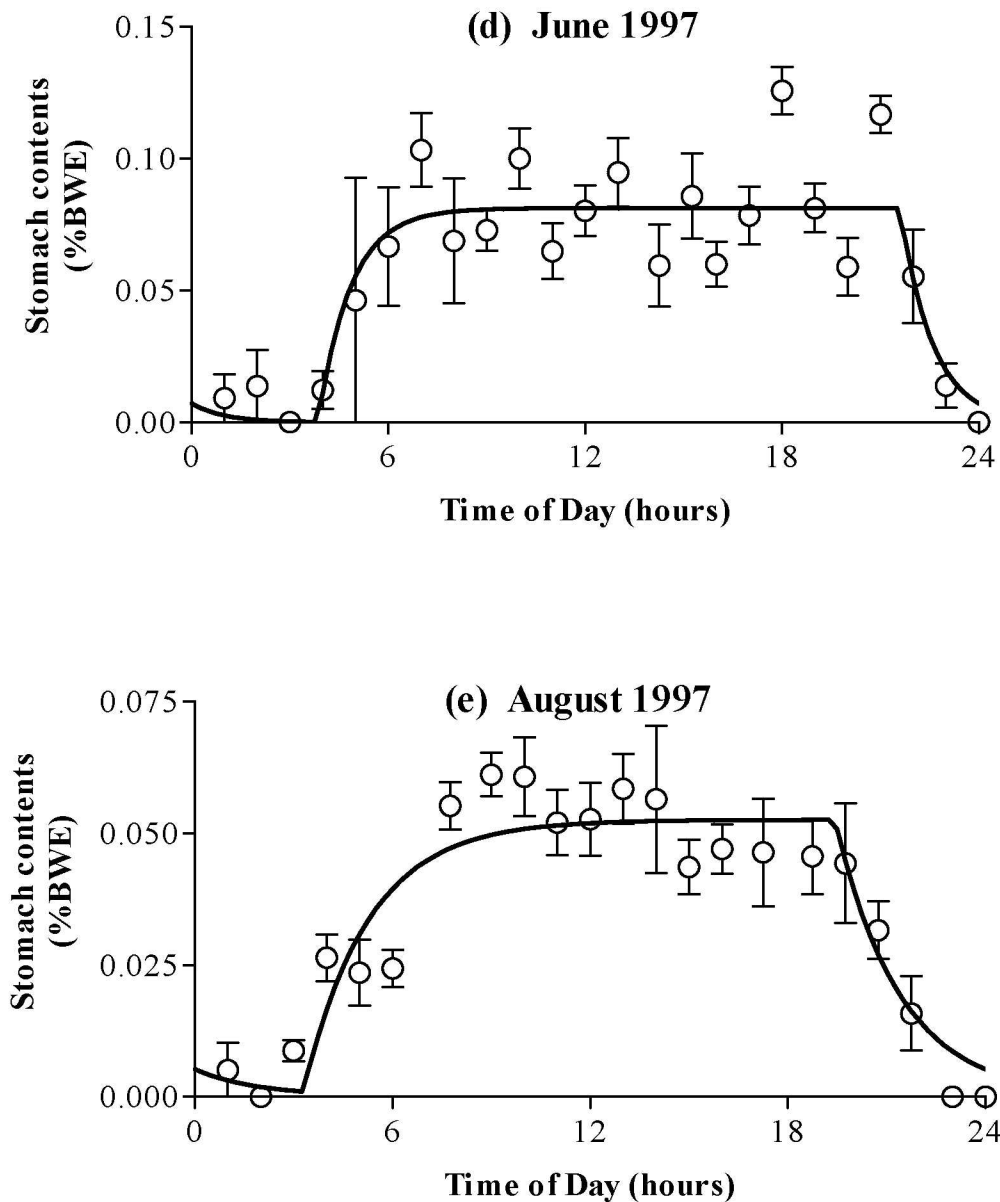 (d) June 1997
Stomach contents
(%BWE)
0.15
0.10
0.05
0.00
0 6 12 18 24
Time of Day (hours)
(e) August 1997
Stomach contents
(%BWE)
0.075
0.050
0.025
0.000
0 6 12 18 24
Time of Day (hours)